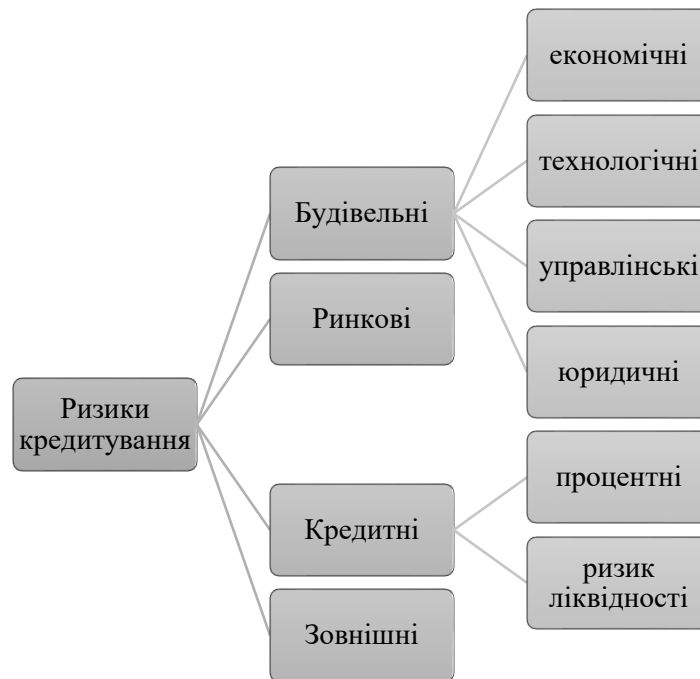 Ризики
кредитування
Будівельні
економічні
технологічні
управлінські
юридичні
Ринкові
Кредитні
процентні
ризик
ліквідності
Зовнішні